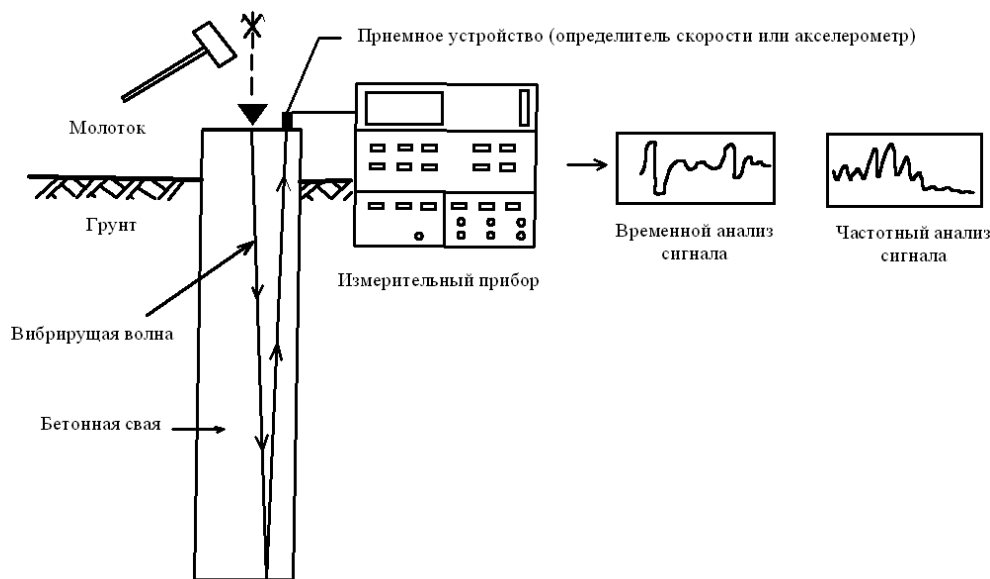 Приемное устройство (определитель скорости или акселерометр)
Молоток
Грунт
Временной анализ
сигнала
Частотный анализ
сигнала
Измерительный прибор
Вибрирущая волна
Бетонная свая